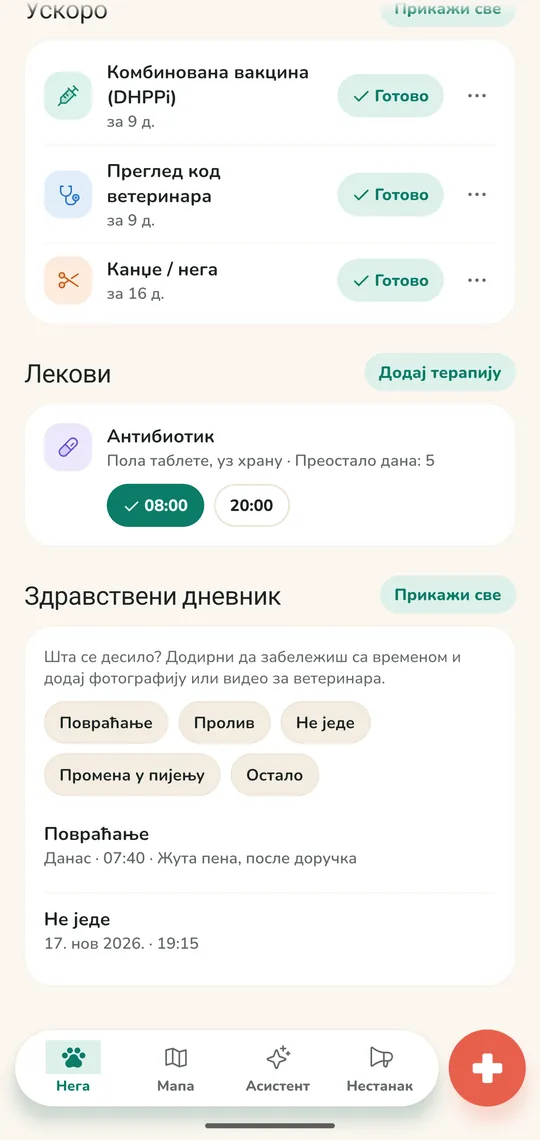 Ускоро
Прикажи све
Комбинована вакцина
(DHPPi)
за 9 д.
Готово
Преглед код
ветеринара
за 9 д.
Готово
Канџе / нега
за 16 д.
Готово
Лекови
Додај терапију
Антибиотик
Пола таблете, уз храну · Преостало дана: 5
08:00
20:00
Здравствени дневник
Прикажи све
Шта се десило? Додирни да забележиш са временом и
додај фотографију или видео за ветеринара.
Повраћање
Пролив
Не једе
Промена у пијењу
Остало
Повраћање
Данас · 07:40 · Жута пена, после доручка
Не једе
17. нов 2026. · 19:15
Нега
Мапа
Асистент
Нестанак